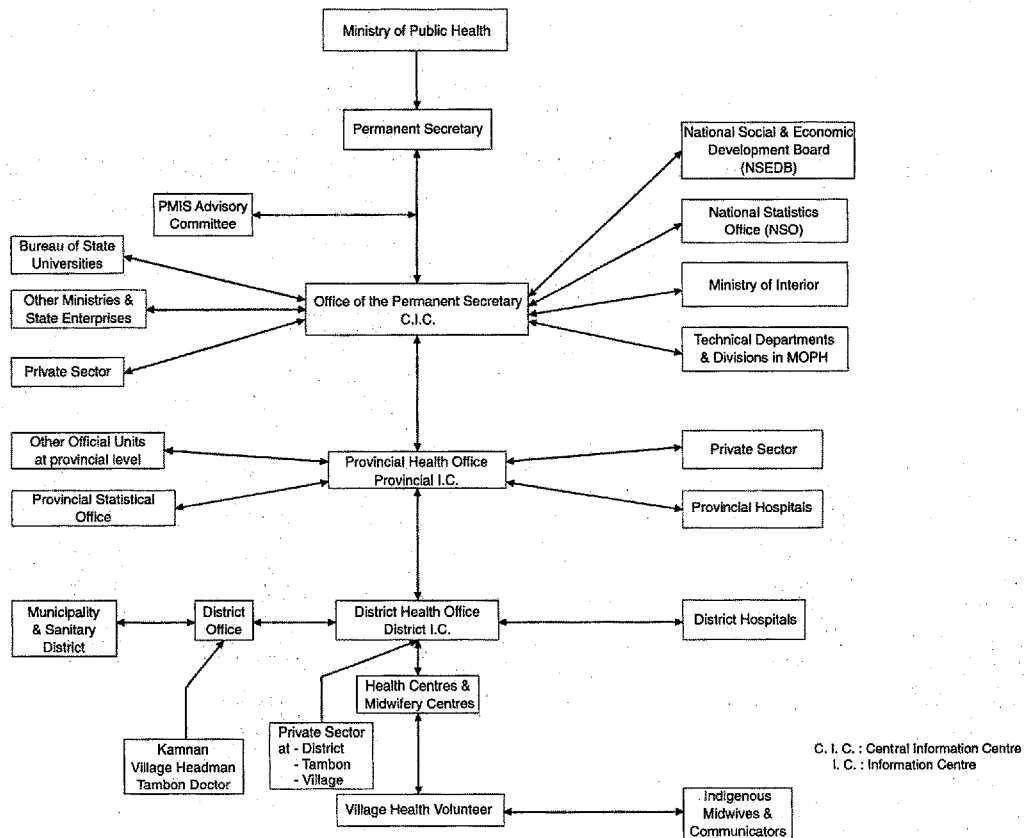 Ministry of Public Health
Permanent Secretary
National Social & Economic
Development Board
(NSEDB)
PMIS Advisory
Committee
National Statistics
Office (NSO)
Bureau of State
Universities
Ministry of Interior
Other Ministries &
State Enterprises
Office of the Permanent Secretary
C.I.C.
Technical Departments
& Divisions in MOPH
Private Sector
Other Official Units
at provincial level
Provincial Health Office
Provincial I.C.
Private Sector
Provincial Statistical
Office
Provincial Hospitals
Municipality
& Sanitary
District
District
Office
District Health Office
District I.C.
District Hospitals
Health Centres &
Midwifery Centres
Kamnan
Village Headman
Tambon Doctor
Private Sector
at - District
- Tambon
- Village
C. I. C. : Central Information Centre
I. C. : Information Centre
Village Health Volunteer
Indigenous
Midwives &
Communicators